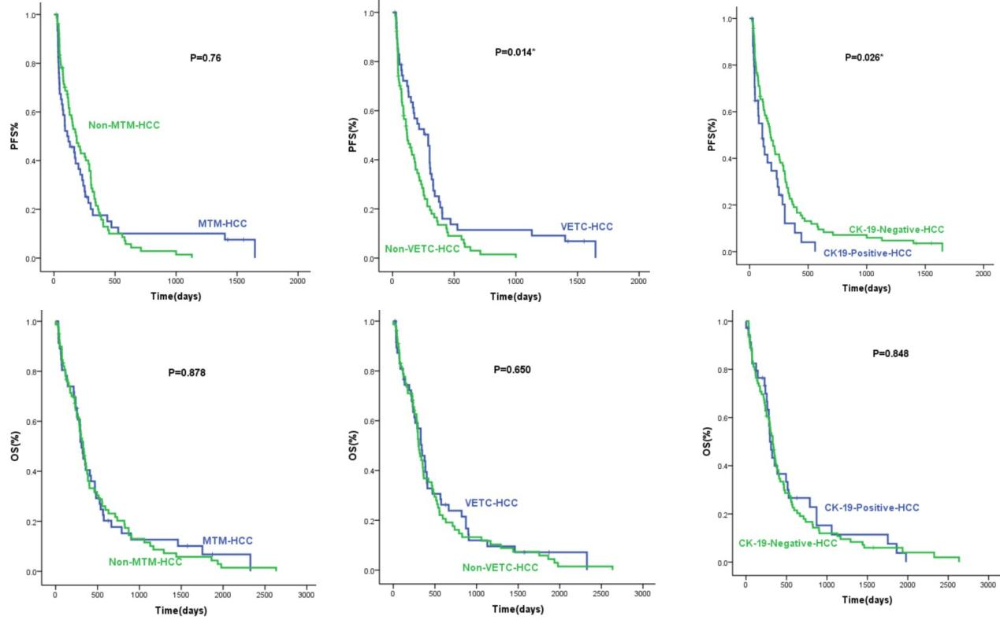 1.0
0.8
0.6
0.4
0.2
0.0
PFS%
P=0.76
Non-MTM-HCC
MTM-HCC
0 500 1000 1500 2000
Time(days)
1.0
0.8
0.6
0.4
0.2
0.0
PFS(%)
P=0.014*
VETC-HCC
Non-VETC-HCC
0 500 1000 1500 2000
Time(days)
1.0
0.8
0.6
0.4
0.2
0.0
PFS(%)
P=0.026*
CK-19-Negative-HCC
CK19-Positive-HCC
0 500 1000 1500 2000
Time(days)
1.0
0.8
0.6
0.4
0.2
0.0
OS(%)
P=0.878
MTM-HCC
Non-MTM-HCC
0 500 1000 1500 2000 2500 3000
Time(days)
1.0
0.8
0.6
0.4
0.2
0.0
OS(%)
P=0.650
VETC-HCC
Non-VETC-HCC
0 500 1000 1500 2000 2500 3000
Time(days)
1.0
0.8
0.6
0.4
0.2
0.0
OS(%)
P=0.848
CK-19-Positive-HCC
CK-19-Negative-HCC
0 500 1000 1500 2000 2500 3000
Time(days)